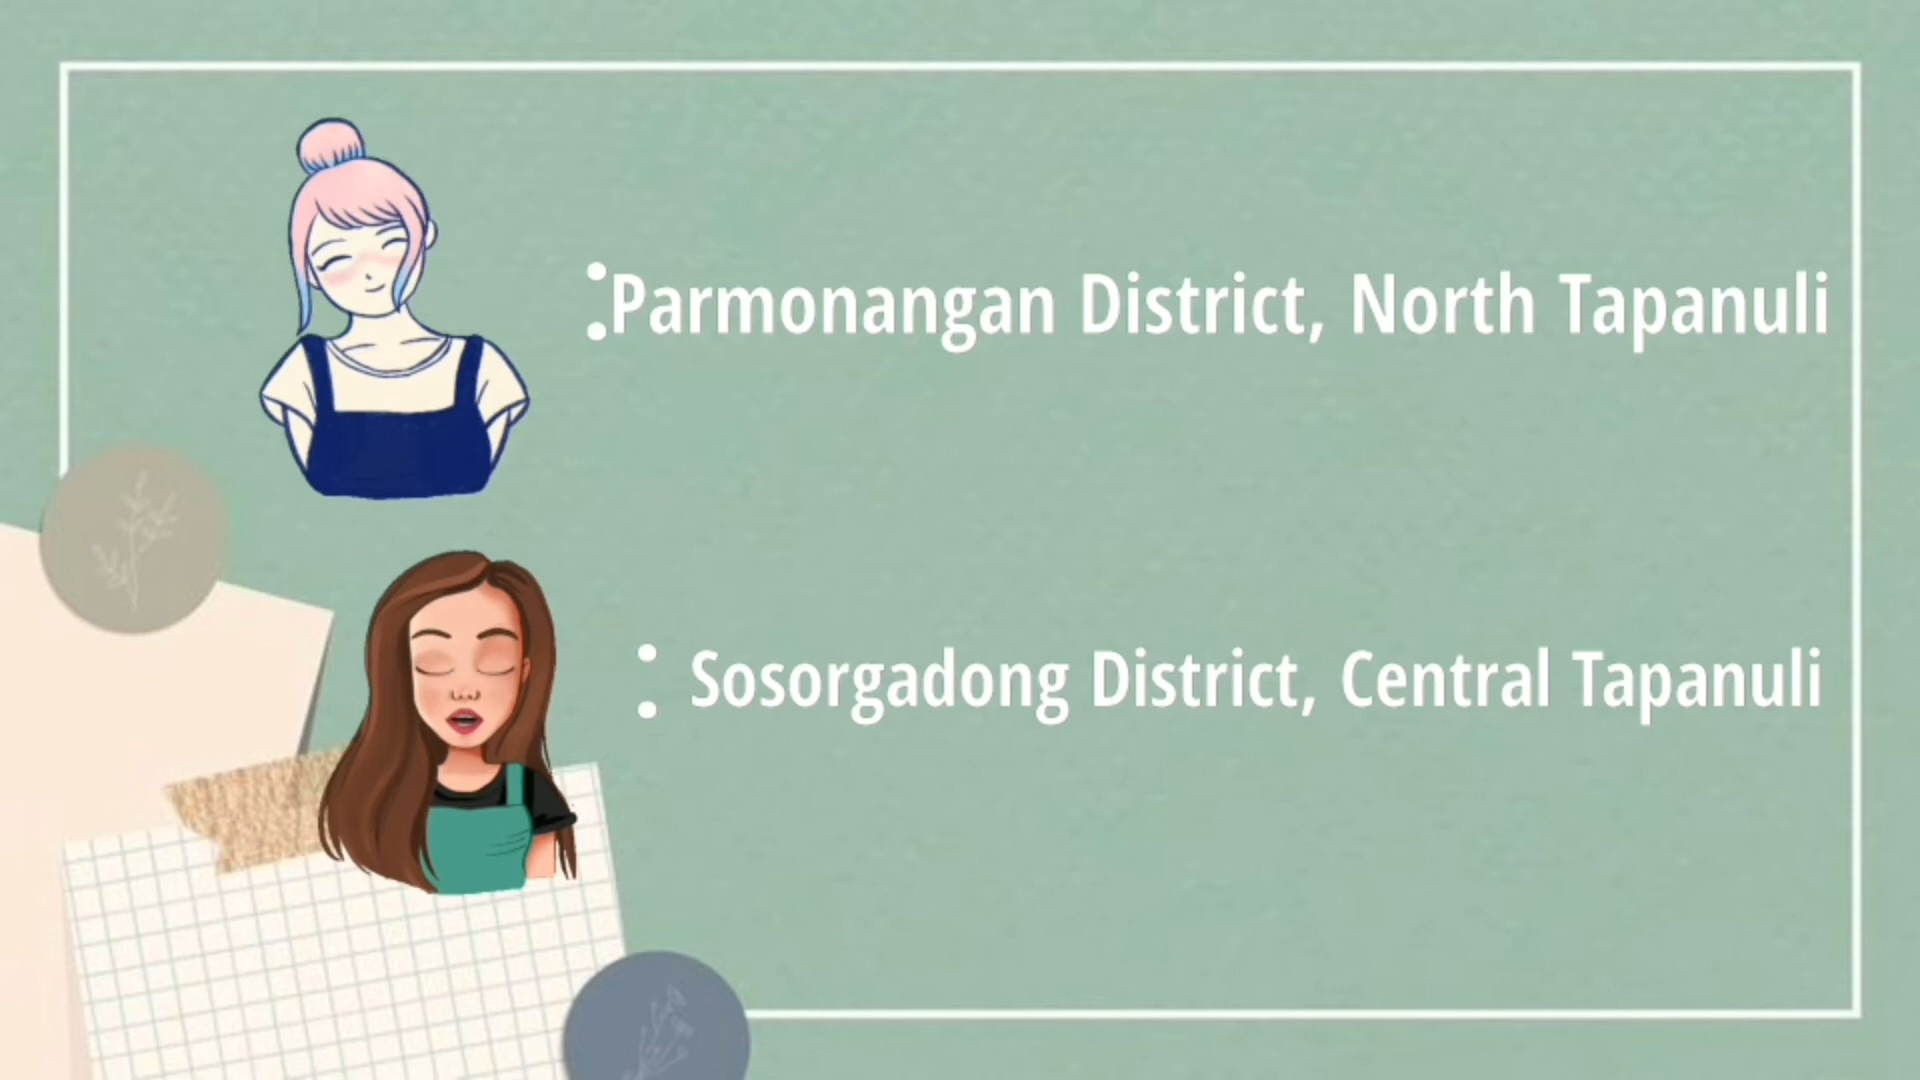 :Parmonangan District, North Tapanuli
: Sosorgadong District, Central Tapanuli